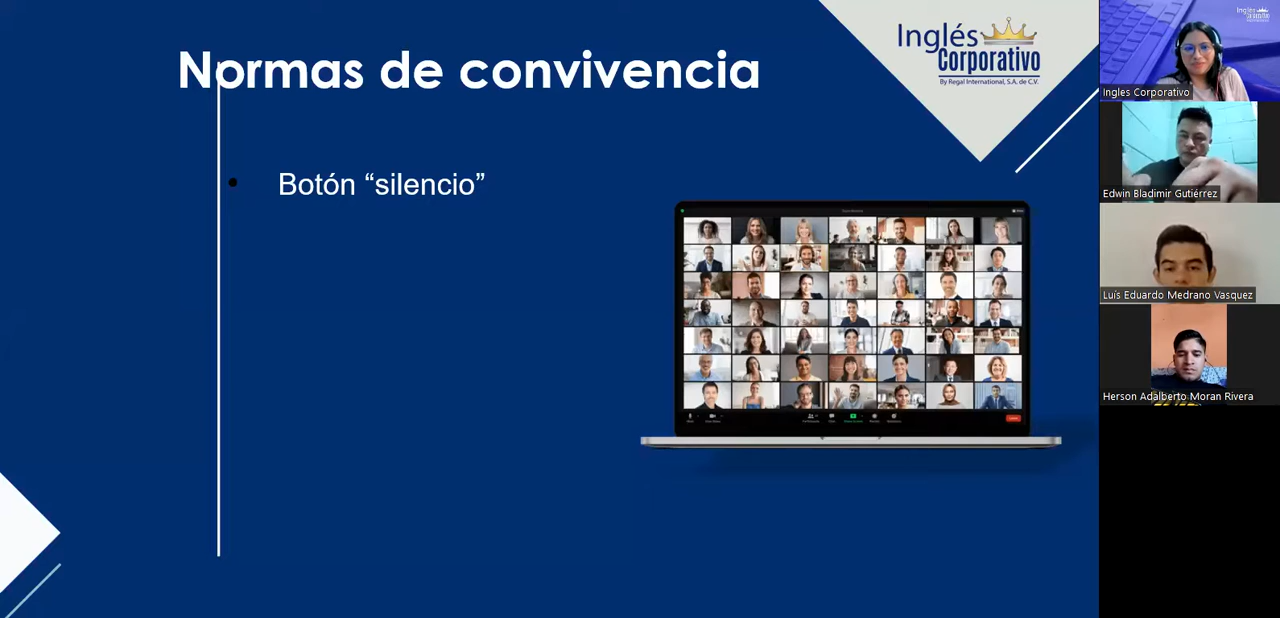 Normas de convivencia
Inglés
Corporativo
By Regal International, S.A. de C.V.
Botón “silencio”
Ingles Corporativo
Edwin Bladimir Gutiérrez
Luís Eduardo Medrano Vasquez
Herson Adalberto Moran Rivera